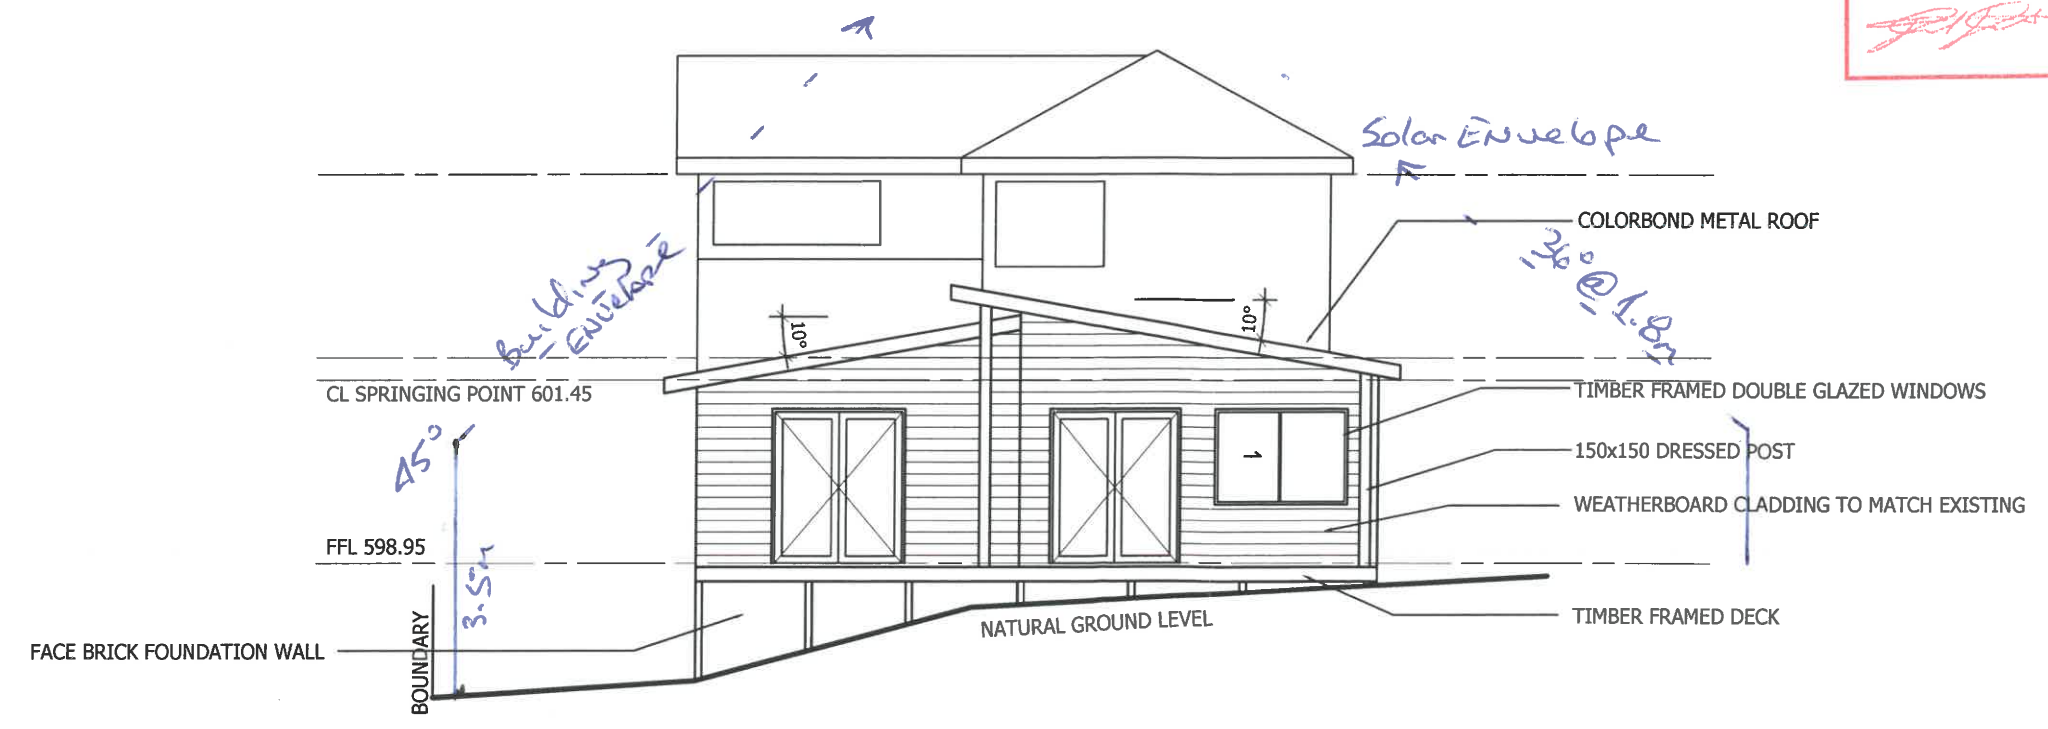 Solar Envelope
COLORBOND METAL ROOF
36° @ 1.8m
Building
Envelope
10°
10°
CL SPRINGING POINT 601.45
TIMBER FRAMED DOUBLE GLAZED WINDOWS
45°
150x150 DRESSED POST
1
WEATHERBOARD CLADDING TO MATCH EXISTING
FFL 598.95
3.5m
NATURAL GROUND LEVEL
TIMBER FRAMED DECK
FACE BRICK FOUNDATION WALL
BOUNDARY